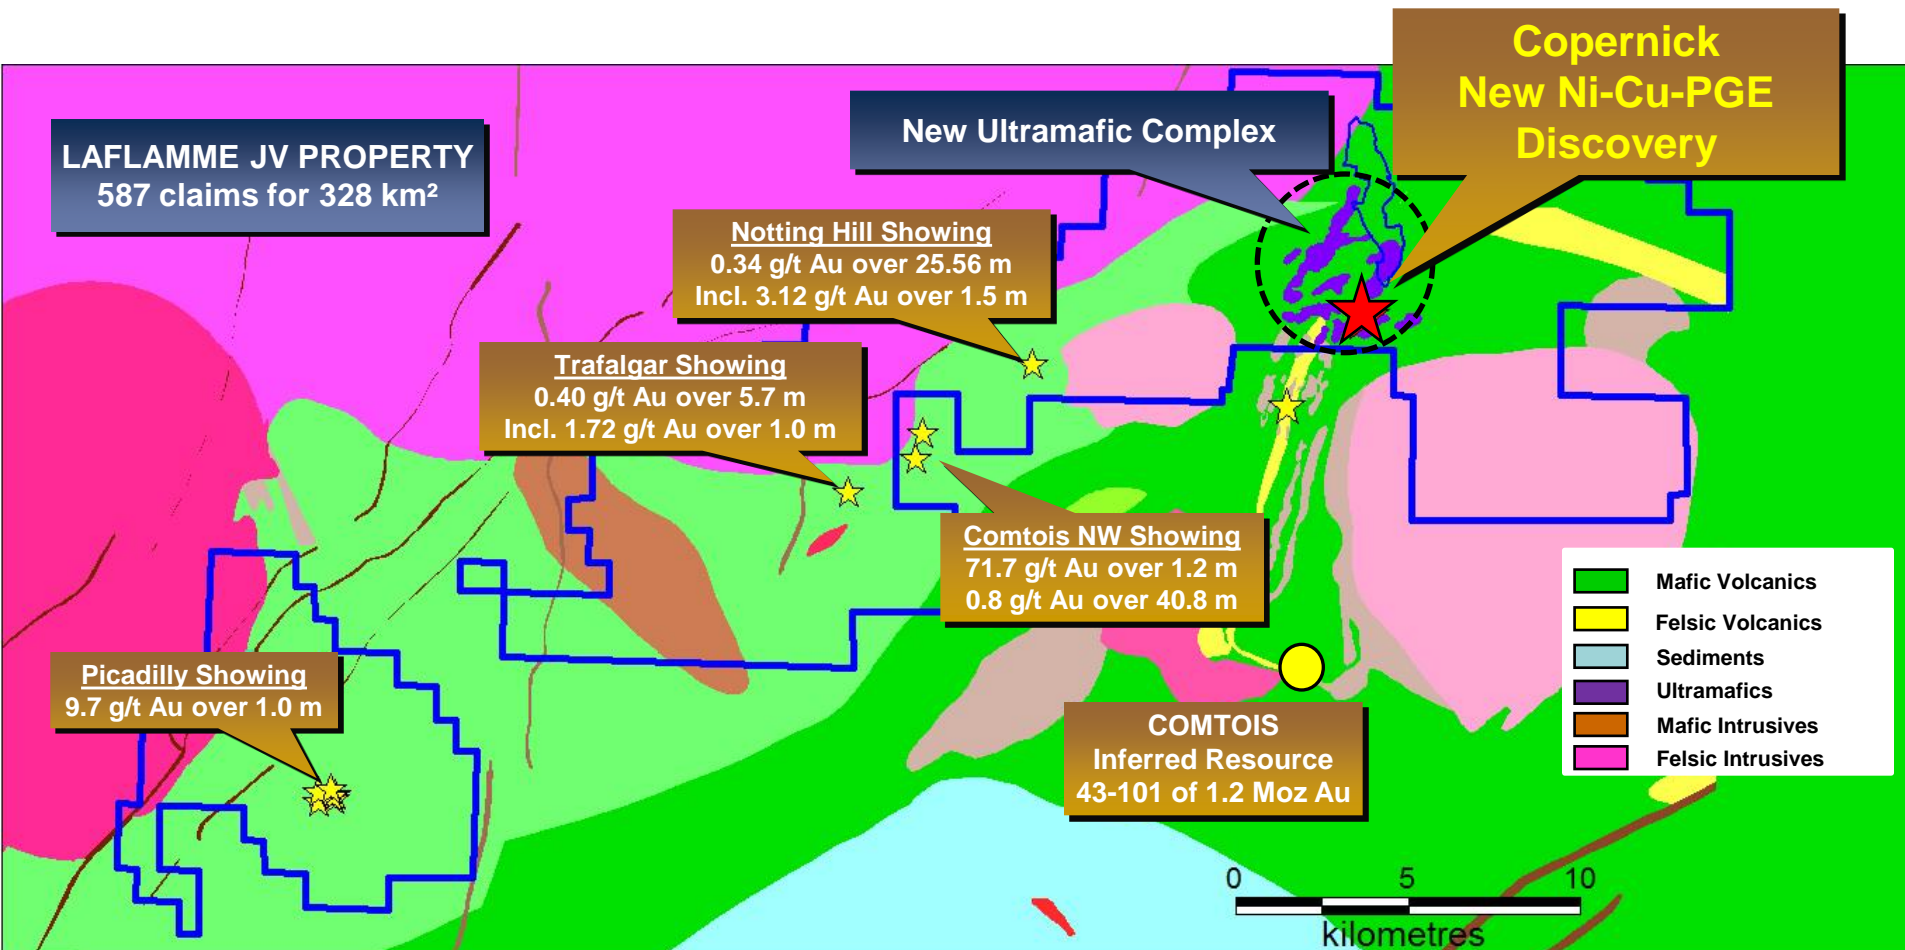 Copernick
New Ni-Cu-PGE
Discovery
New Ultramafic Complex
LAFLAMME JV PROPERTY
587 claims for 328 km²
Notting Hill Showing
0.34 g/t Au over 25.56 m
Incl. 3.12 g/t Au over 1.5 m
Trafalgar Showing
0.40 g/t Au over 5.7 m
Incl. 1.72 g/t Au over 1.0 m
Comtois NW Showing
71.7 g/t Au over 1.2 m
0.8 g/t Au over 40.8 m
Picadilly Showing
9.7 g/t Au over 1.0 m
COMTOIS
Inferred Resource
43-101 of 1.2 Moz Au
Mafic Volcanics
Felsic Volcanics
Sediments
Ultramafics
Mafic Intrusives
Felsic Intrusives
0 5 10
kilometres